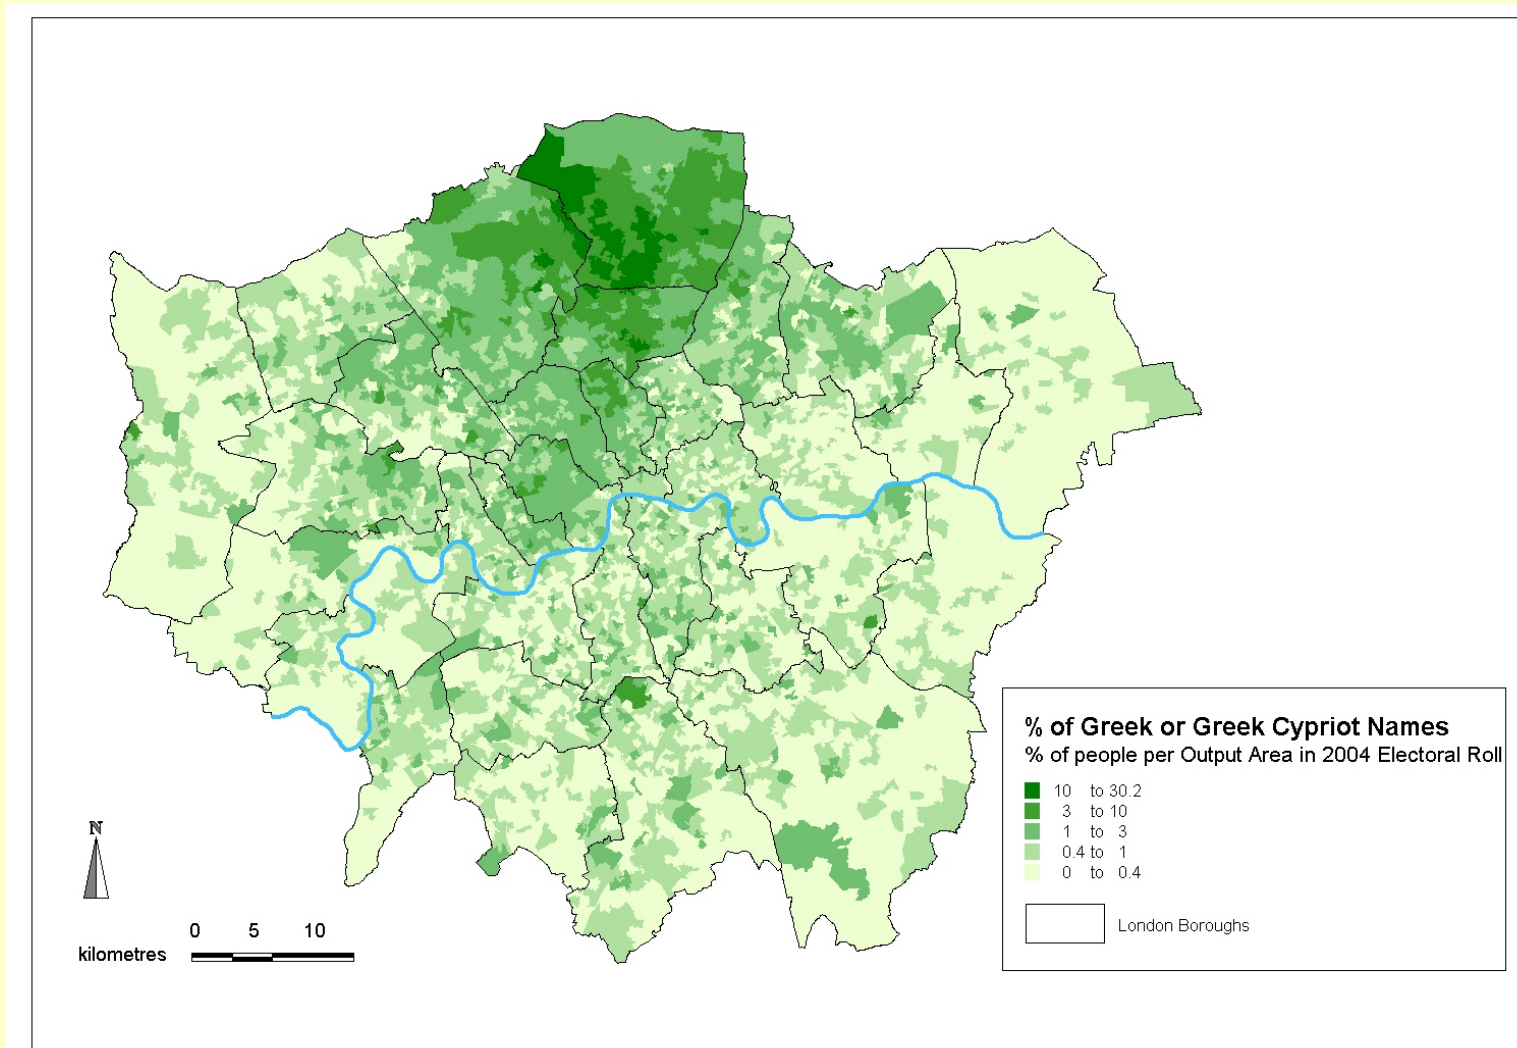 % of Greek or Greek Cypriot Names
% of people per Output Area in 2004 Electoral Roll
10 to 30.2
3 to 10
1 to 3
0.4 to 1
0 to 0.4
London Boroughs
N
0 5 10
kilometres